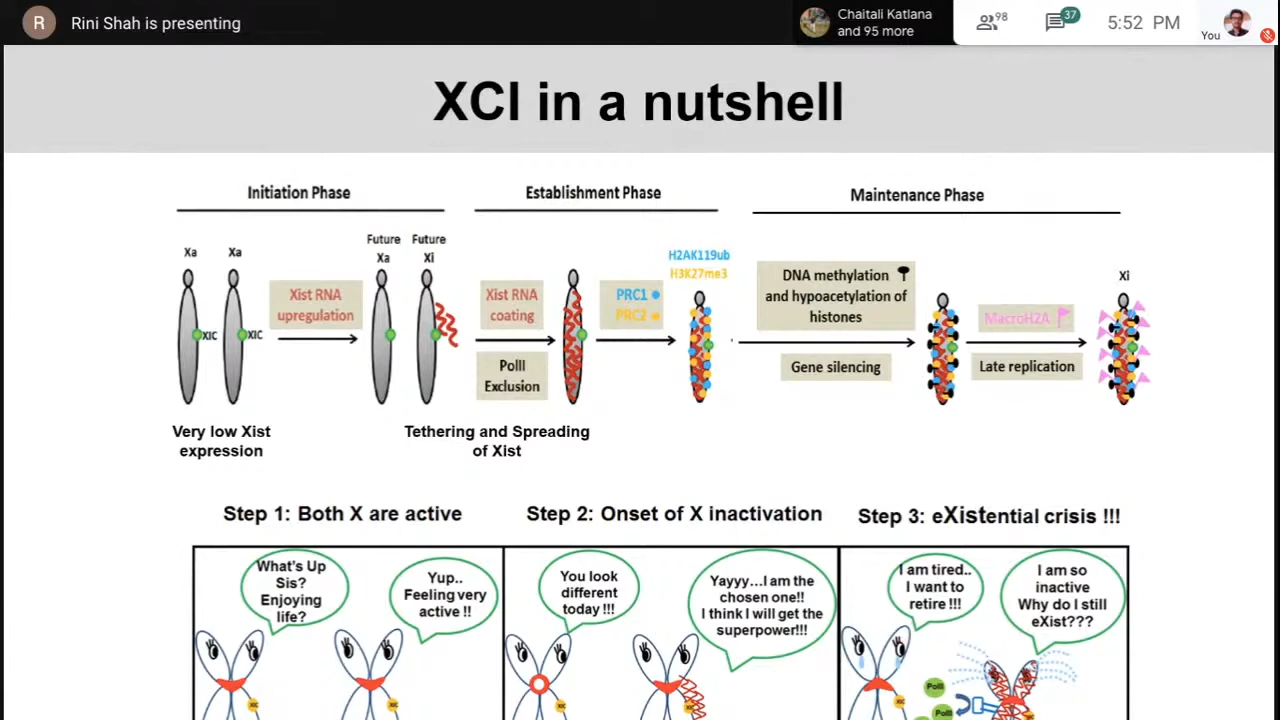 R
Rini Shah is presenting
Chaitali Katlana
and 95 more
98
37
5:52 PM
You
XCI in a nutshell
Initiation Phase
Establishment Phase
Maintenance Phase
Xa
Xa
Future
Xa
Future
Xi
XIC
XIC
Xist RNA
upregulation
Xist RNA
coating
PolII
Exclusion
PRC1
PRC2
H2AK119ub
H3K27me3
DNA methylation
and hypoacetylation of
histones
Gene silencing
MacroH2A
Late replication
Xi
Very low Xist
expression
Tethering and Spreading
of Xist
Step 1: Both X are active
Step 2: Onset of X inactivation
Step 3: eXistential crisis !!!
What's Up
Sis?
Enjoying
life?
Yup..
Feeling very
active !!
You look
different
today !!!
Yayyy...I am the
chosen one!!
I think I will get the
superpower!!!
I am tired..
I want to
retire !!!
I am so
inactive
Why do I still
eXist???
XIC
XIC
XIC
XIC
XIC
XIC
PolII
PolII